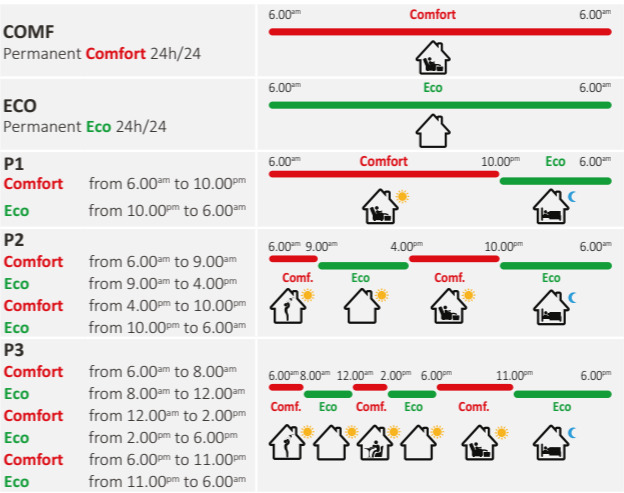 COMF
Permanent Comfort 24h/24
6.00am Comfort 6.00am
ECO
Permanent Eco 24h/24
6.00am Eco 6.00am
P1
Comfort from 6.00am to 10.00pm
Eco from 10.00pm to 6.00am
6.00am Comfort 10.00pm Eco 6.00am
P2
Comfort from 6.00am to 9.00am
Eco from 9.00am to 4.00pm
Comfort from 4.00pm to 10.00pm
Eco from 10.00pm to 6.00am
6.00am 9.00am 4.00pm 10.00pm 6.00am
Comf. Eco Comf. Eco
P3
Comfort from 6.00am to 8.00am
Eco from 8.00am to 12.00am
Comfort from 12.00am to 2.00pm
Eco from 2.00pm to 6.00pm
Comfort from 6.00pm to 11.00pm
Eco from 11.00pm to 6.00am
6.00am 8.00am 12.00am 2.00pm 6.00pm 11.00pm 6.00pm
Comf. Eco Comf. Eco Comf. Eco